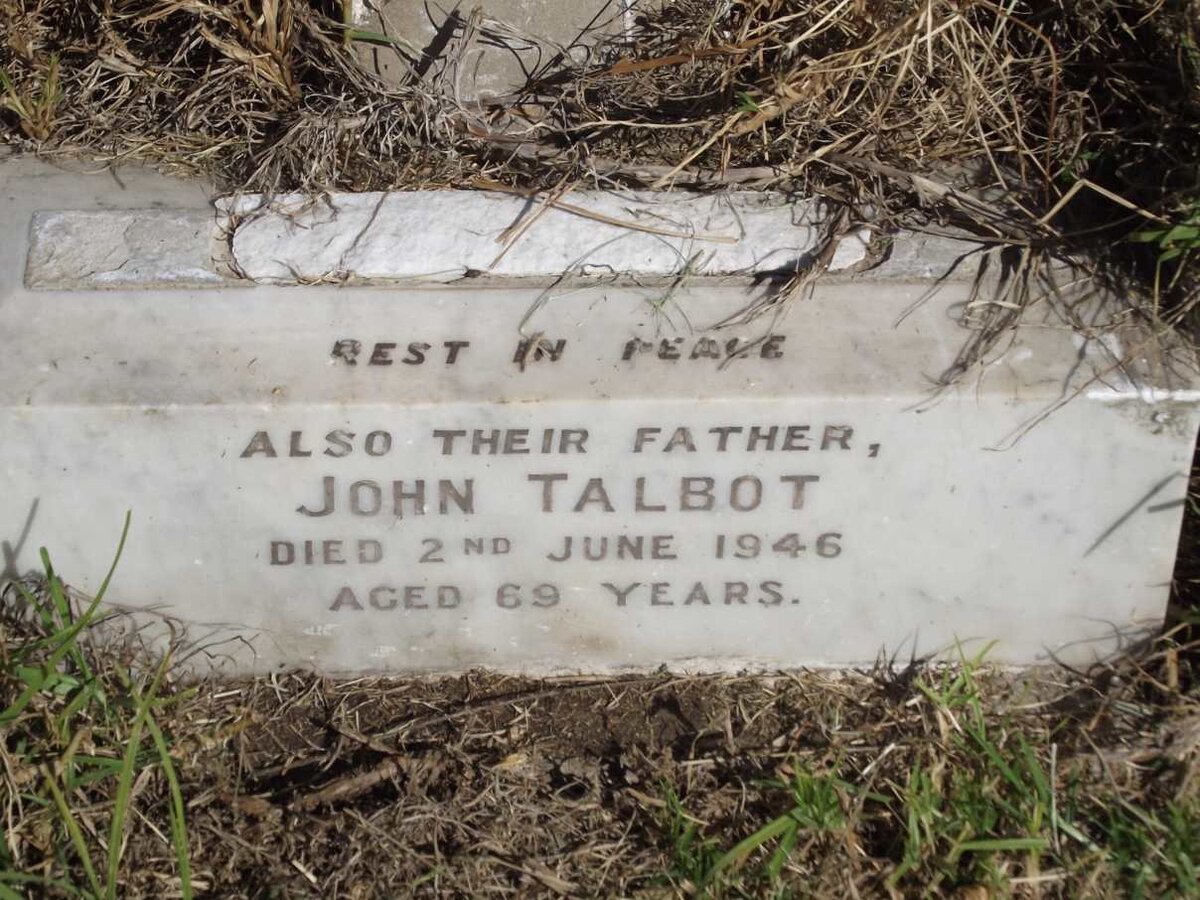 REST IN PEACE
ALSO THEIR FATHER,
JOHN TALBOT
DIED 2ND JUNE 1946
AGED 69 YEARS.